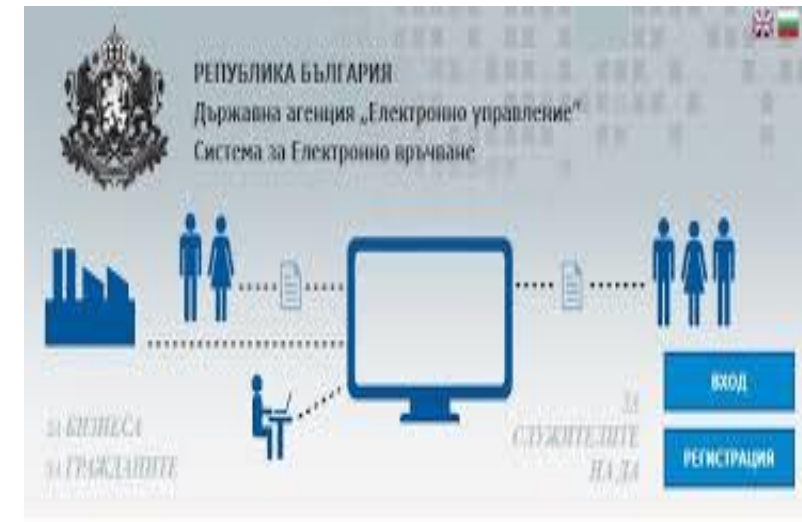 РЕПУБЛИКА БЪЛГАРИЯ
Държавна агенция „Електронно управление“
Система за Електронно връчване
ВХОД
ЗА БИЗНЕСА
ЗА ГРАЖДАНИТЕ
ЗА
СЛУЖИТЕЛИТЕ
НА ДА
РЕГИСТРАЦИЯ